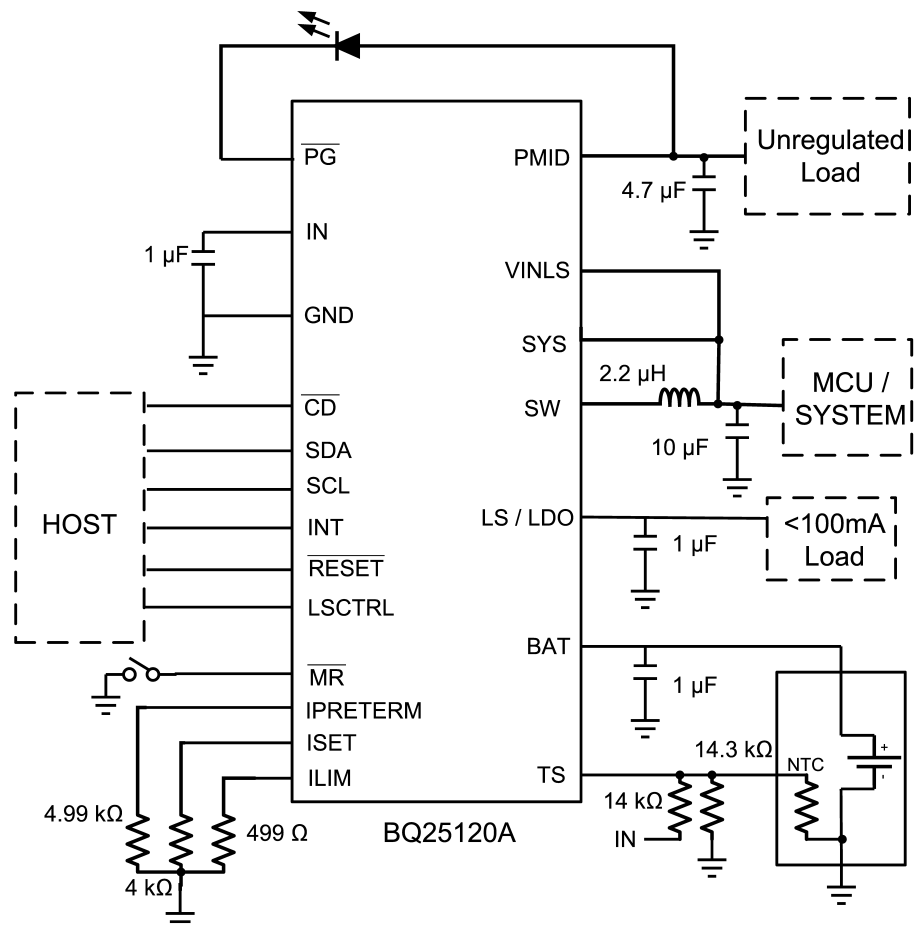 PG
PMID
Unregulated
Load
4.7 µF
IN
1 µF
VINLS
GND
SYS
2.2 µH
MCU /
SYSTEM
CD
SW
10 µF
SDA
SCL
HOST
INT
LS / LDO
<100mA
Load
1 µF
RESET
LSCTRL
BAT
MR
1 µF
IPRETERM
ISET
14.3 kΩ
NTC
+
-
ILIM
TS
4.99 kΩ
499 Ω
14 kΩ
IN
BQ25120A
4 kΩ